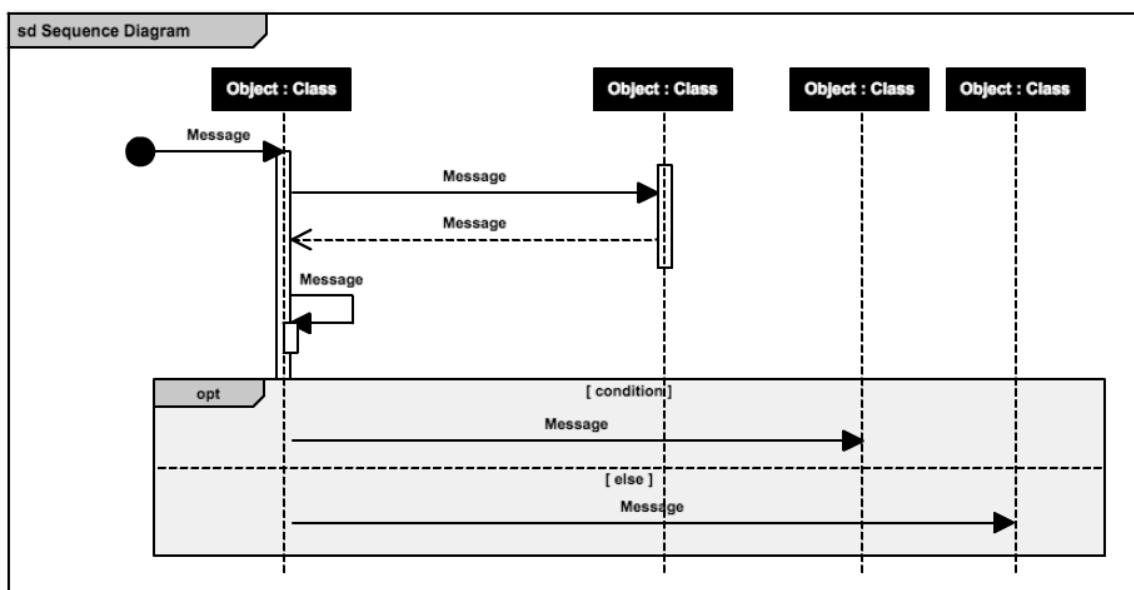 sd Sequence Diagram
Object : Class
Object : Class
Object : Class
Object : Class
Message
Message
Message
Message
opt
[ condition ]
Message
[ else ]
Message